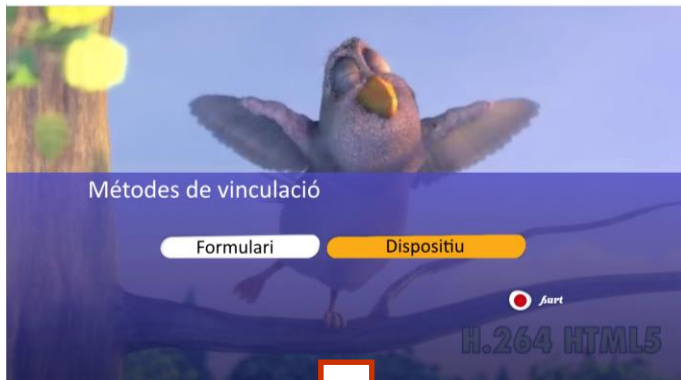 Métodes de vinculació
Formulari
Dispositiu
H.264 HTML5